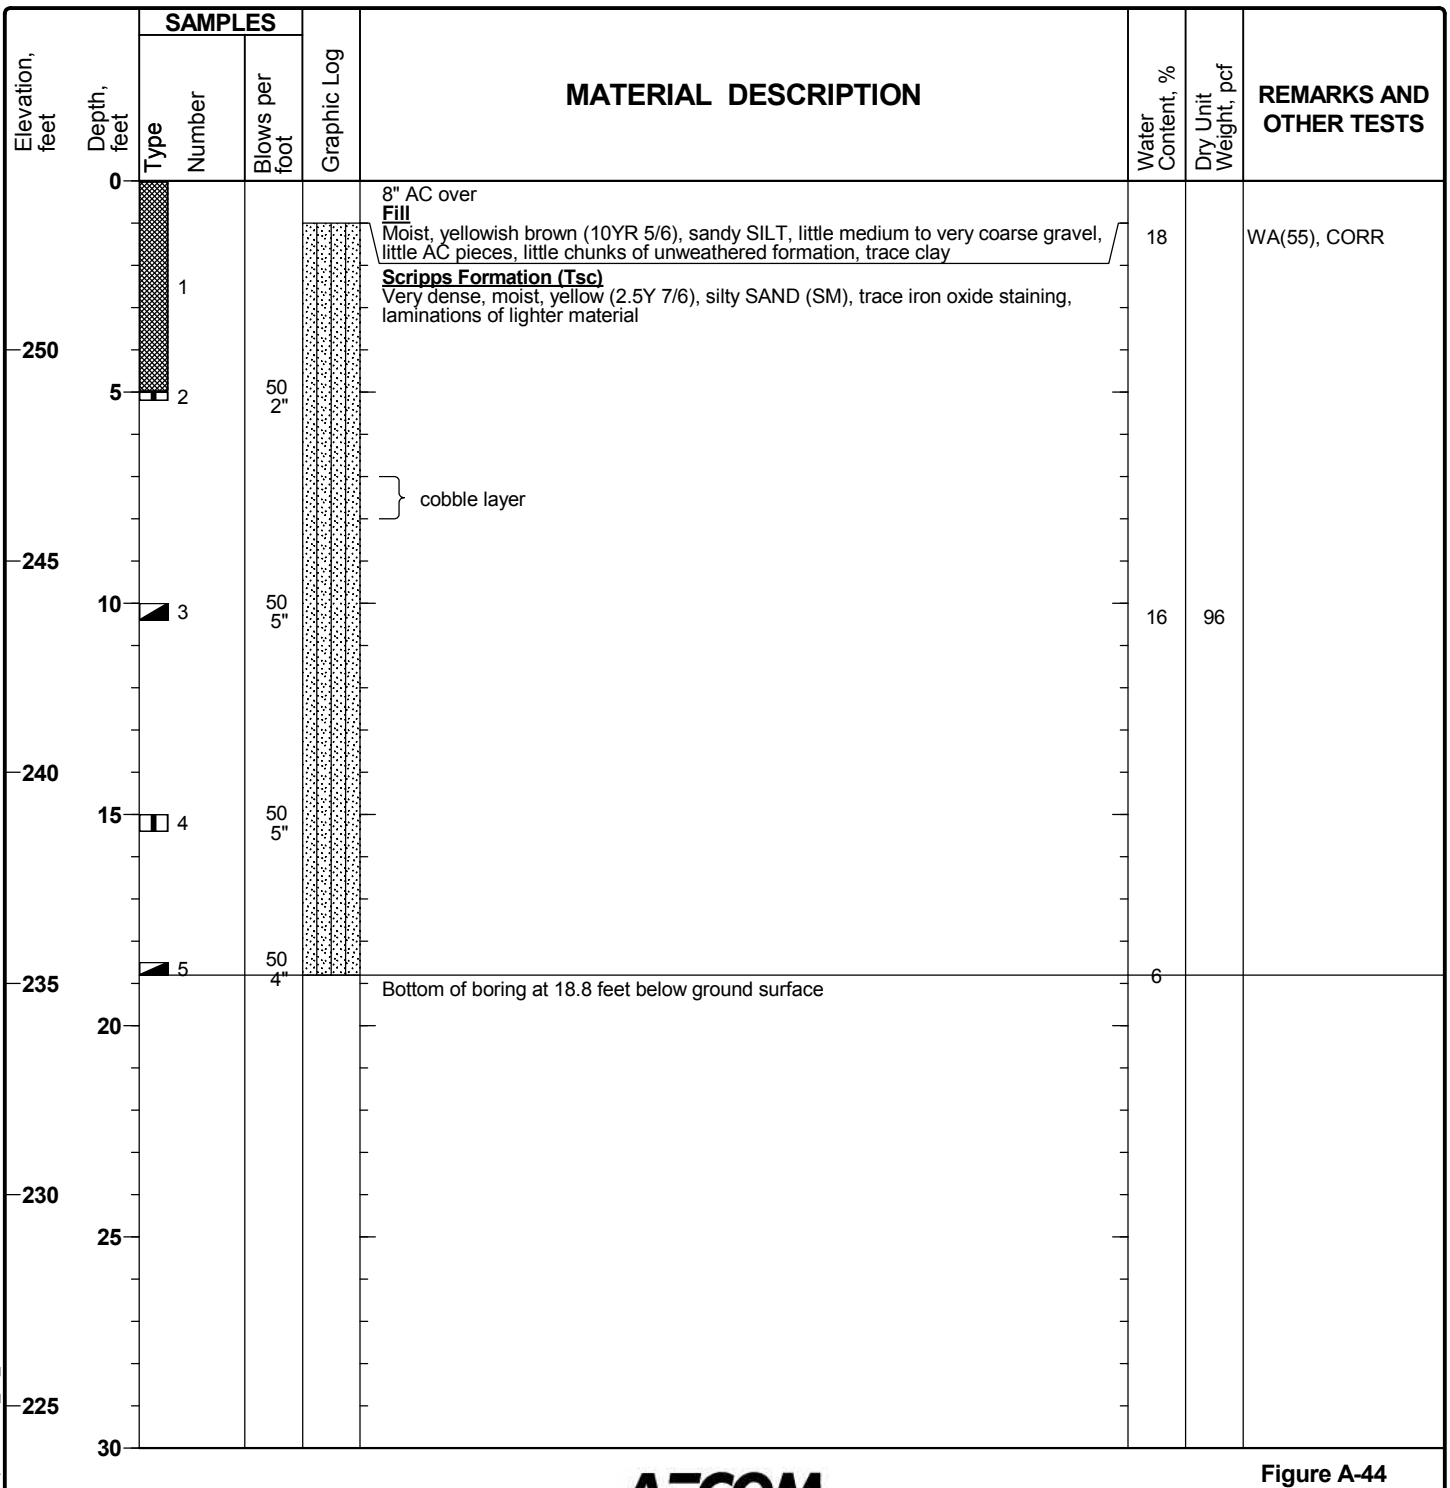 SAMPLES
Elevation,
feet
Depth,
feet
Type
Number
Blows per
foot
Graphic Log
MATERIAL DESCRIPTION
Water
Content, %
Dry Unit
Weight, pcf
REMARKS AND
OTHER TESTS
0
8" AC over
Fill
Moist, yellowish brown (10YR 5/6), sandy SILT, little medium to very coarse gravel,
little AC pieces, little chunks of unweathered formation, trace clay
18
WA(55), CORR
Scripps Formation (Tsc)
1
Very dense, moist, yellow (2.5Y 7/6), silty SAND (SM), trace iron oxide staining,
laminations of lighter material
250
5
2
50
2"
cobble layer
245
10
3
50
5"
16
96
240
15
4
50
5"
5
50
4"
6
235
Bottom of boring at 18.8 feet below ground surface
20
230
25
225
30
AECOM
Figure A-44